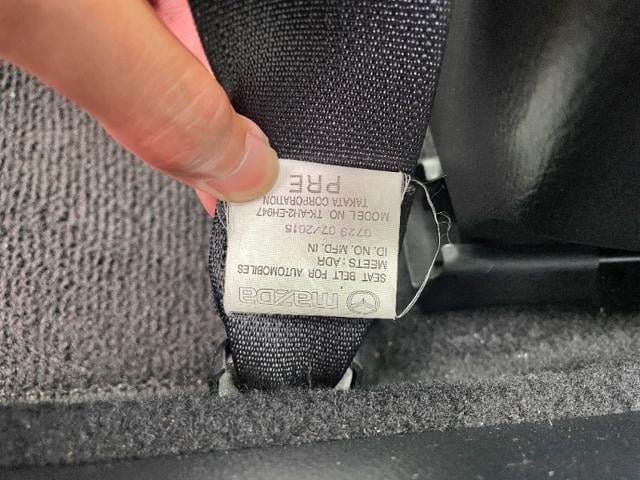 mazda
SEAT BELT FOR AUTOMOBILES
MEETS : ADR
ID. NO. MFD. IN
0729 07/2015
MODEL NO. TK-AH2-EH947
TAKATA CORPORATION
PRE